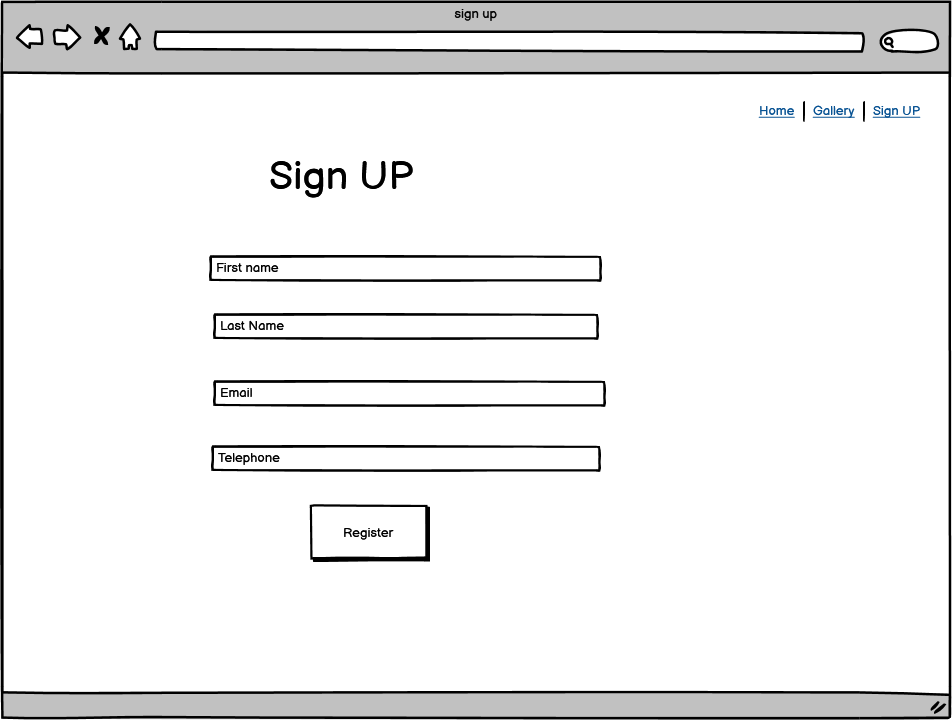 sign up
Home | Gallery | Sign UP
Sign UP
First name
Last Name
Email
Telephone
Register